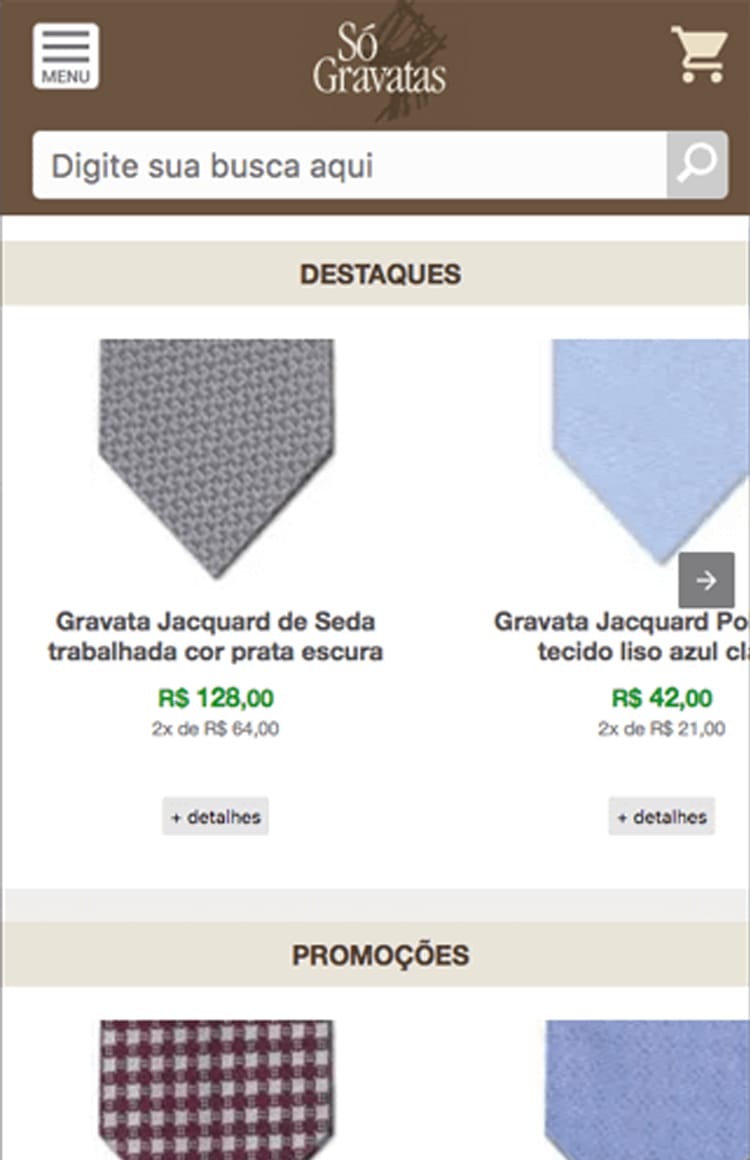 MENU
Só
Gravatas
Digite sua busca aqui
DESTAQUES
Gravata Jacquard de Seda
trabalhada cor prata escura
R$ 128,00
2x de R$ 64,00
+ detalhes
Gravata Jacquard Po
tecido liso azul cla
R$ 42,00
2x de R$ 21,00
+ detalhes
PROMOÇÕES